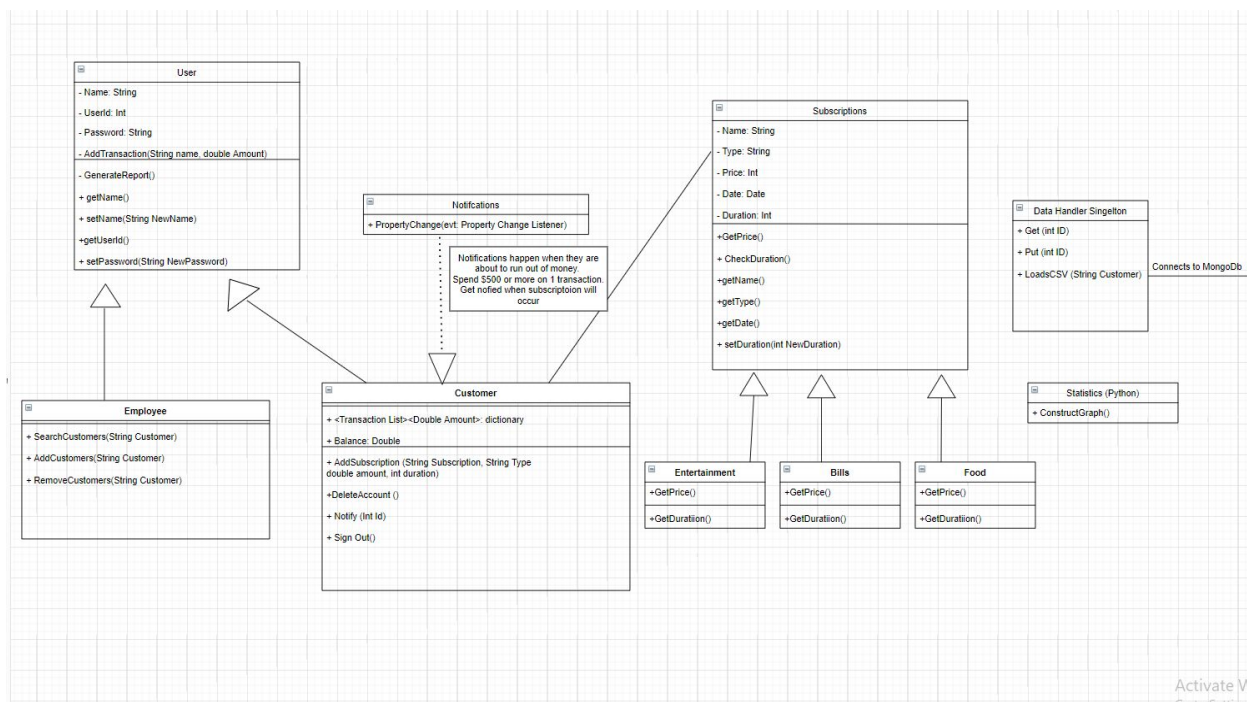 User
- Name: String
- UserId: Int
- Password: String
- AddTransaction(String name, double Amount)
- GenerateReport()
+ getName()
+ setName(String NewName)
+getUserId()
+ setPassword(String NewPassword)
Notifcations
+ PropertyChange(evt: Property Change Listener)
Notifications happen when they are
about to run out of money.
Spend $500 or more on 1 transaction.
Get nofied when subscriptoion will
occur
Subscriptions
- Name: String
- Type: String
- Price: Int
- Date: Date
- Duration: Int
+GetPrice()
+ CheckDuration()
+getName()
+getType()
+getDate()
+ setDuration(int NewDuration)
Data Handler Singelton
+ Get (int ID)
+ Put (int ID)
+ LoadsCSV (String Customer)
Connects to MongoDb
Employee
+ SearchCustomers(String Customer)
+ AddCustomers(String Customer)
+ RemoveCustomers(String Customer)
Customer
+ <Transaction List><Double Amount>: dictionary
+ Balance: Double
+ AddSubscription (String Subscription, String Type
double amount, int duration)
+DeleteAccount ()
+ Notify (Int Id)
+ Sign Out()
Statistics (Python)
+ ConstructGraph()
Entertainment
+GetPrice()
+GetDuratiion()
Bills
+GetPrice()
+GetDuratiion()
Food
+GetPrice()
+GetDuratiion()
Activate